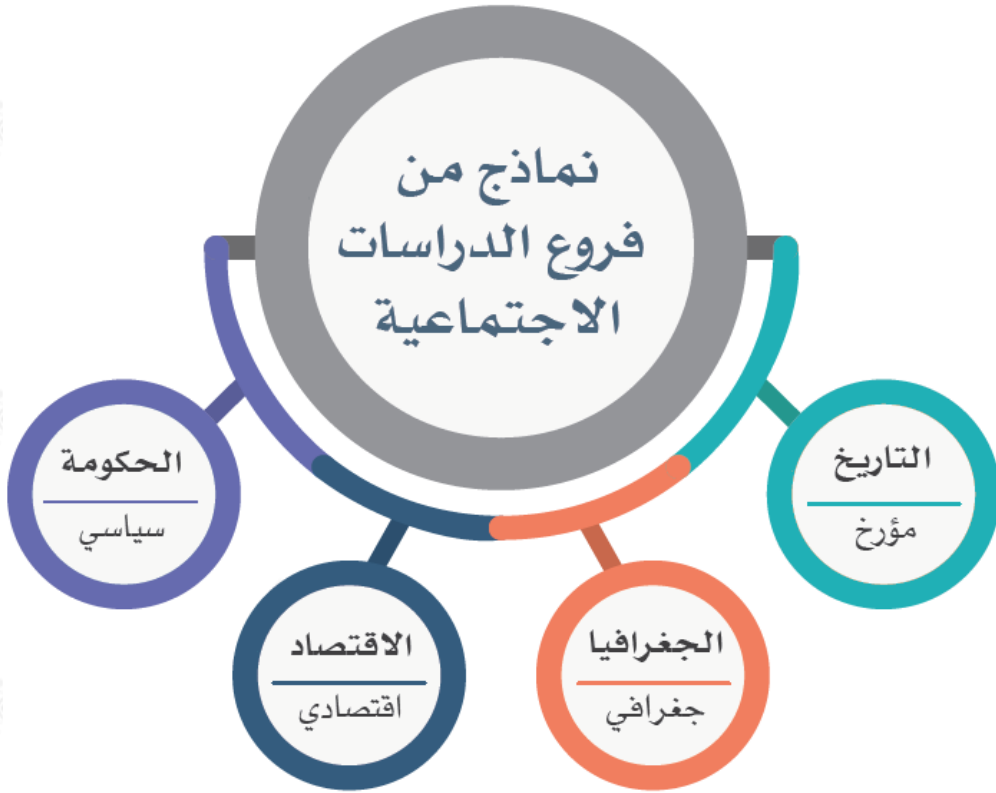 نماذج من
فروع الدراسات
الاجتماعية
التاريخ
مؤرخ
الجغرافيا
جغرافي
الاقتصاد
اقتصادي
الحكومة
سياسي